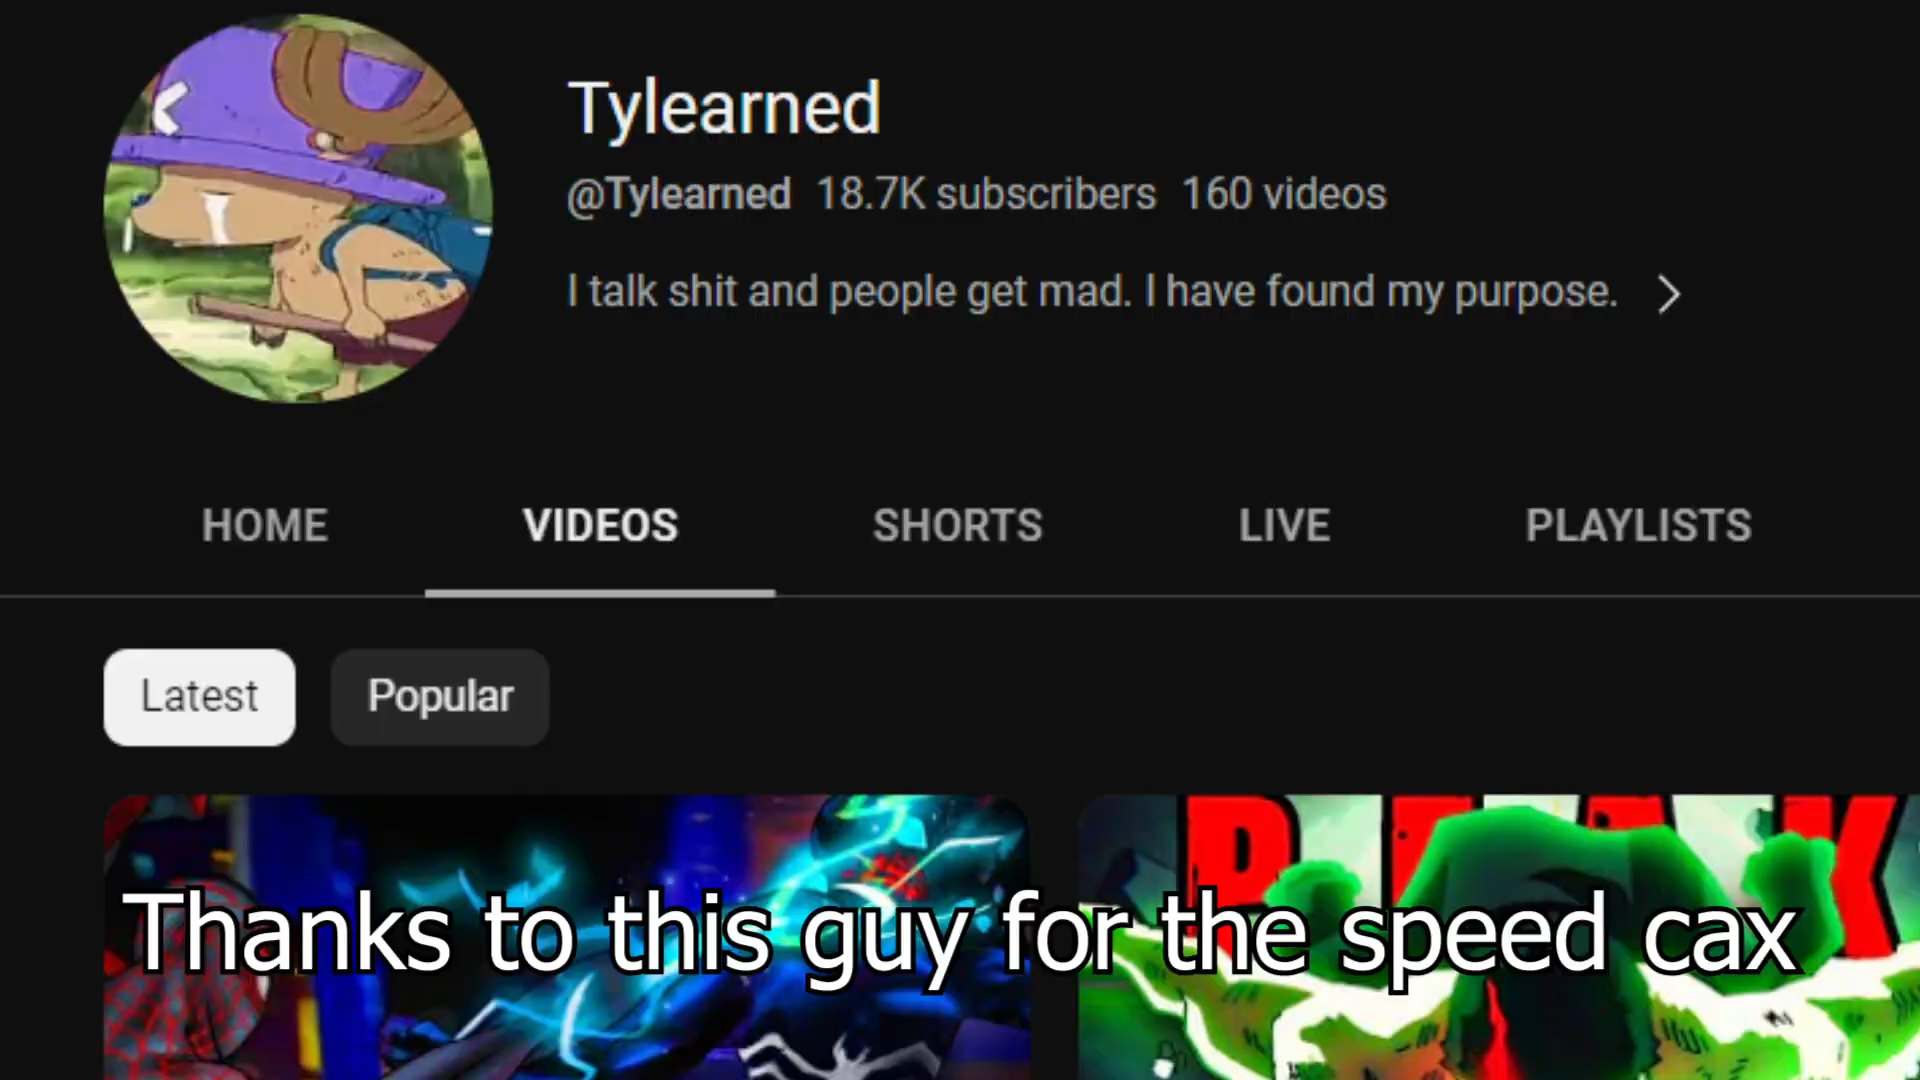 Tylearned
@Tylearned 18.7K subscribers 160 videos
I talk shit and people get mad. I have found my purpose.
HOME VIDEOS SHORTS LIVE PLAYLISTS
Latest Popular
Thanks to this guy for the speed cax